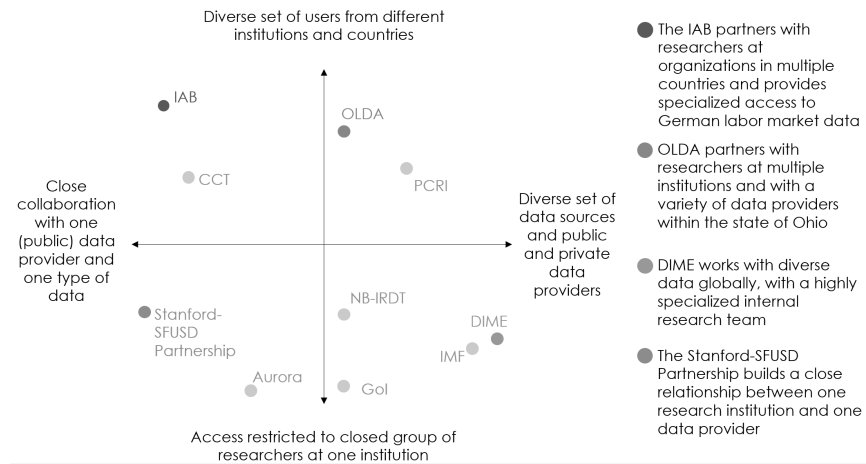 Diverse set of users from different
institutions and countries
IAB
OLDA
CCT
PCRI
Close
collaboration
with one
(public) data
provider and
one type of
data
Diverse set of
data sources
and public
and private
data
providers
Stanford-
SFUSD
Partnership
NB-IRDT
DIME
IMF
Aurora
GoI
Access restricted to closed group of
researchers at one institution
The IAB partners with
researchers at
organizations in multiple
countries and provides
specialized access to
German labor market data
OLDA partners with
researchers at multiple
institutions and with a
variety of data providers
within the state of Ohio
DIME works with diverse
data globally, with a highly
specialized internal
research team
The Stanford-SFUSD
Partnership builds a close
relationship between one
research institution and one
data provider